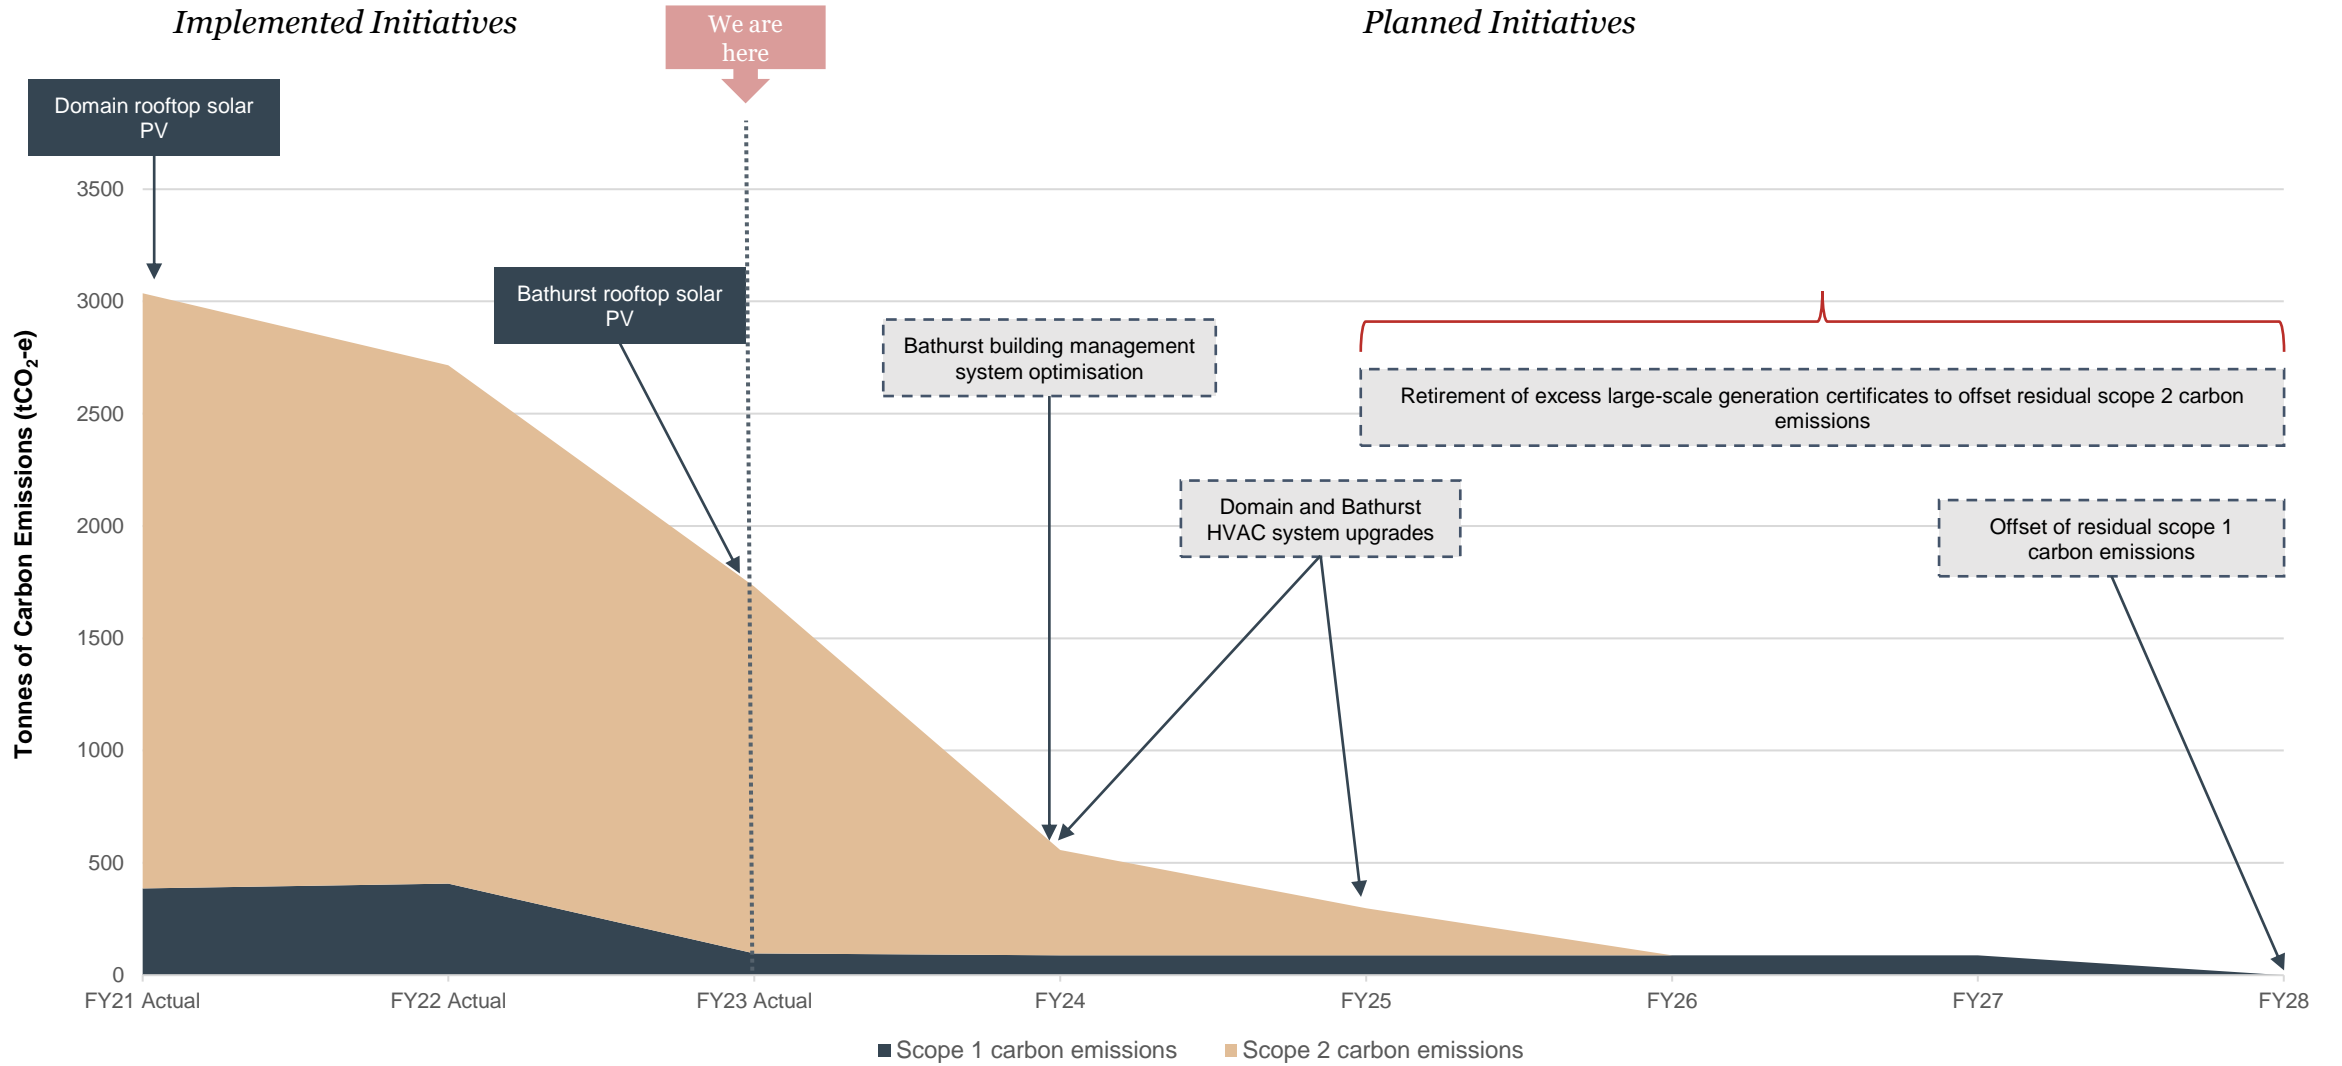 Implemented Initiatives
We are
here
Planned Initiatives
Domain rooftop solar
PV
Bathurst rooftop solar
PV
Bathurst building management
system optimisation
Retirement of excess large-scale generation certificates to offset residual scope 2 carbon
emissions
Domain and Bathurst
HVAC system upgrades
Offset of residual scope 1
carbon emissions
Tonnes of Carbon Emissions (tCO₂-e)
3500
3000
2500
2000
1500
1000
500
0
FY21 Actual
FY22 Actual
FY23 Actual
FY24
FY25
FY26
FY27
FY28
Scope 1 carbon emissions
Scope 2 carbon emissions